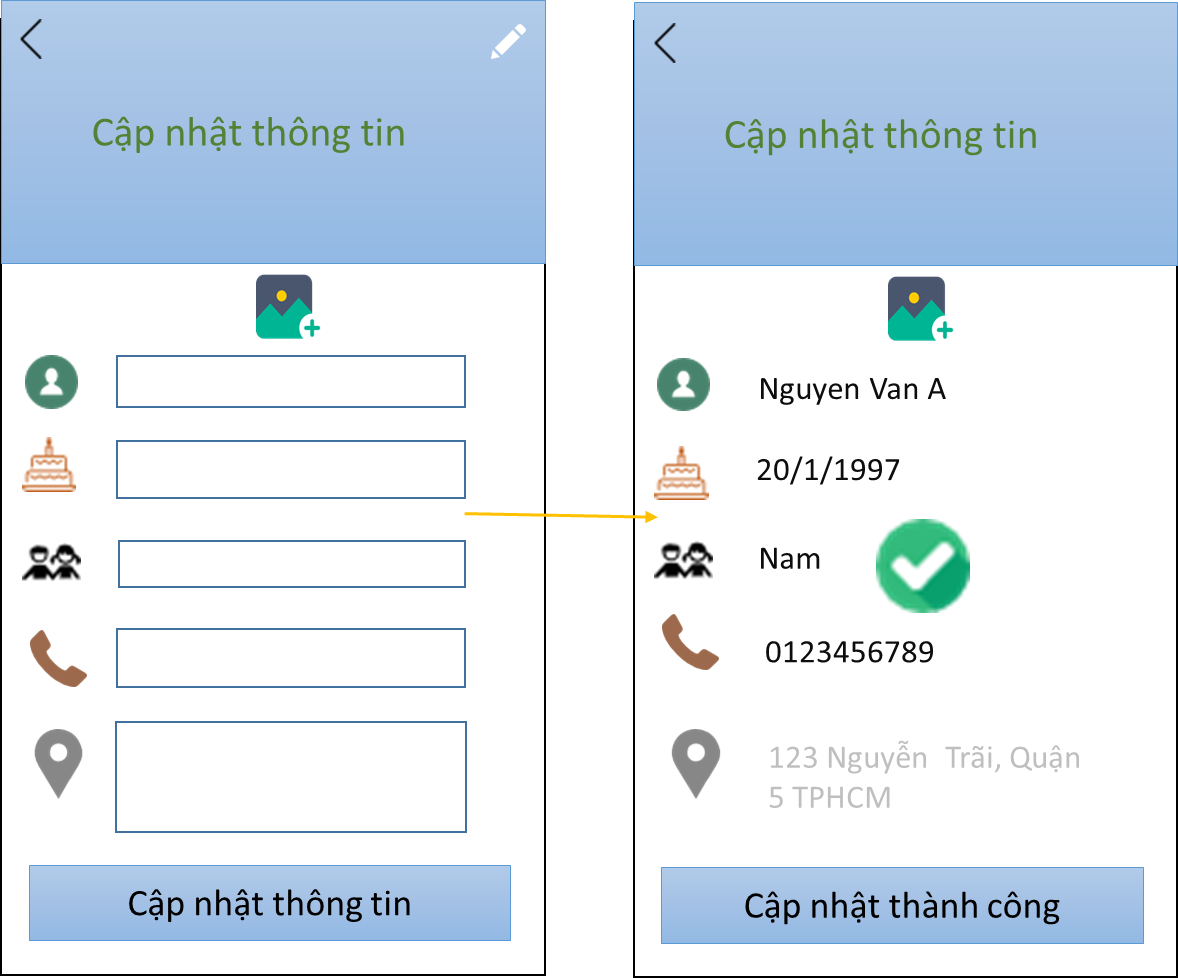 Cập nhật thông tin
Cập nhật thông tin
Cập nhật thông tin
Nguyen Van A
20/1/1997
Nam
0123456789
123 Nguyễn Trãi, Quận
5 TPHCM
Cập nhật thành công